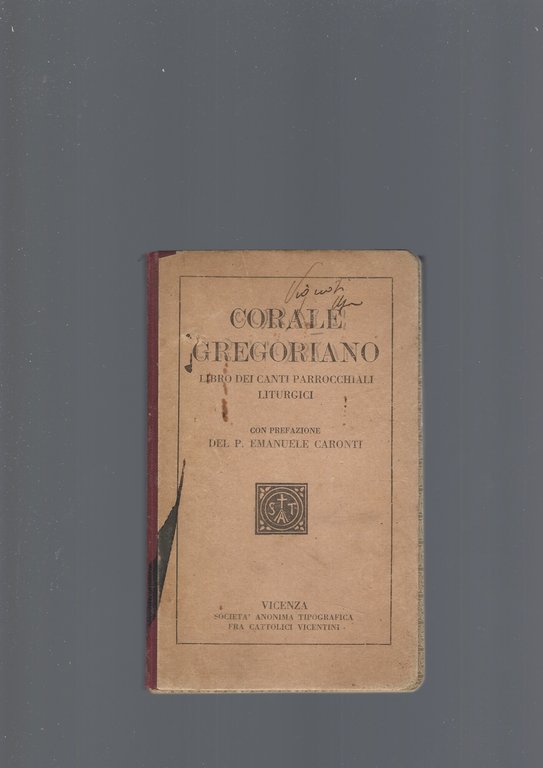 CORALE
GREGORIANO
LIBRO DEI CANTI PARROCCHIALI
LITURGICI
CON PREFAZIONE
DEL P. EMANUELE CARONTI
S A T
VICENZA
SOCIETA' ANONIMA TIPOGRAFICA
FRA CATTOLICI VICENTINI